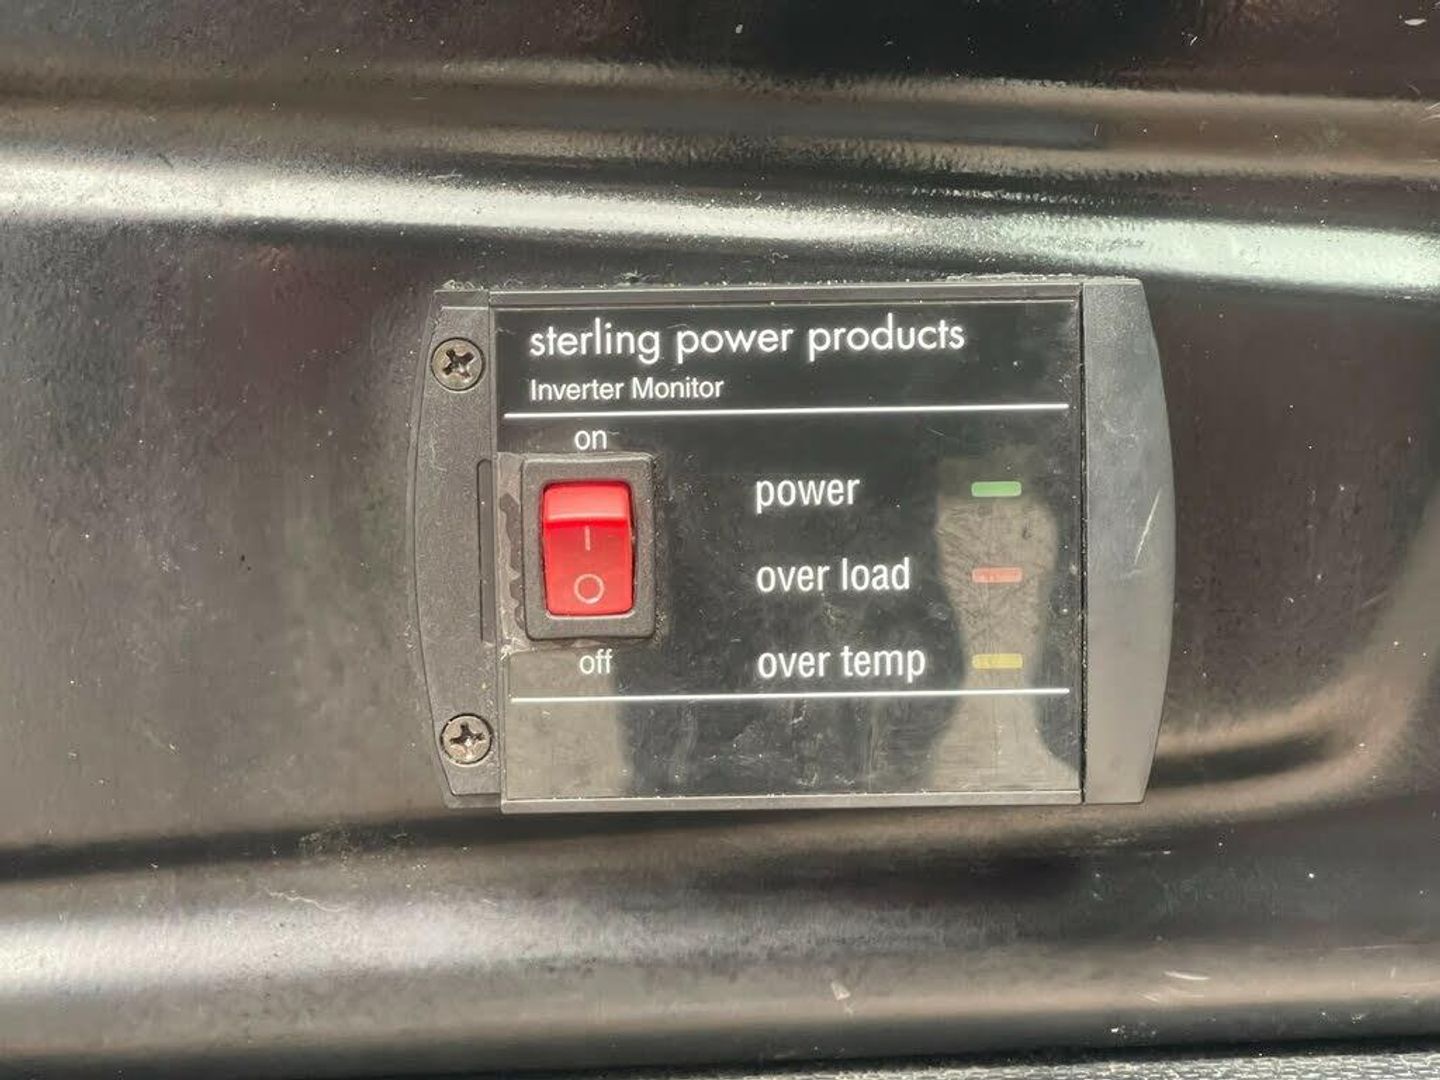 sterling power products
Inverter Monitor
on
power
over load
over temp
off